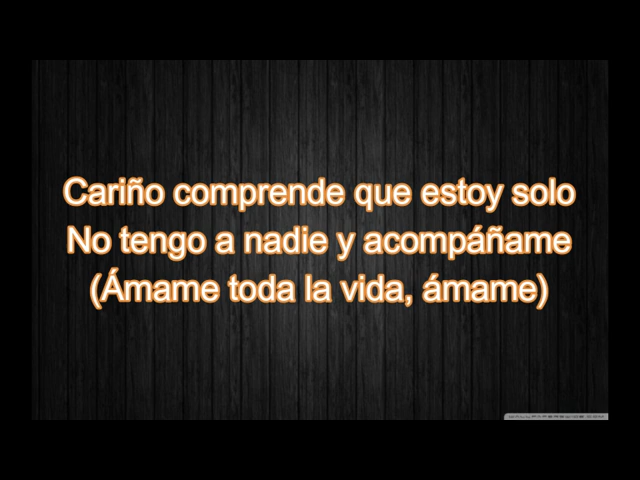 Cariño comprende que estoy solo
No tengo a nadie y acompáñame
(Ámame toda la vida, ámame)